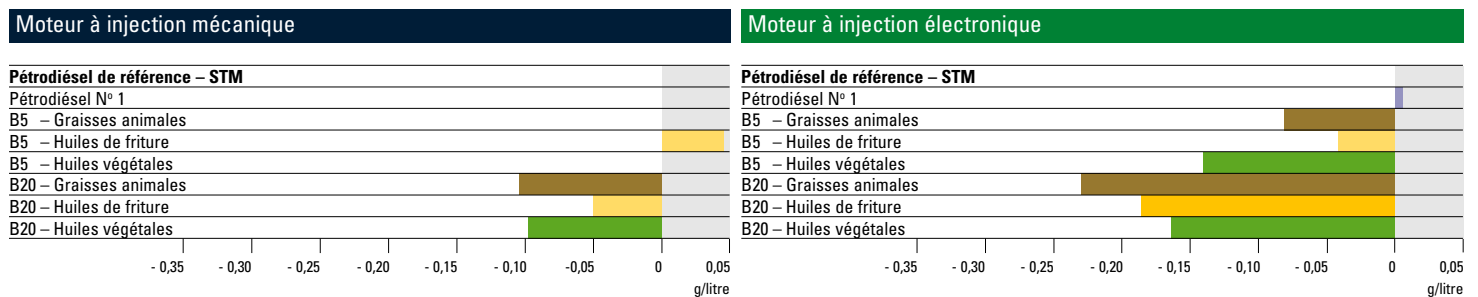 Moteur à injection mécanique
Pétrodiésel de référence – STM
Pétrodiésel Nº 1
B5 – Graisses animales
B5 – Huiles de friture
B5 – Huiles végétales
B20 – Graisses animales
B20 – Huiles de friture
B20 – Huiles végétales
- 0,35 - 0,30 - 0,25 - 0,20 - 0,15 - 0,10 -0,05 0 0,05
g/litre
Moteur à injection électronique
Pétrodiésel de référence – STM
Pétrodiésel Nº 1
B5 – Graisses animales
B5 – Huiles de friture
B5 – Huiles végétales
B20 – Graisses animales
B20 – Huiles de friture
B20 – Huiles végétales
- 0,35 - 0,30 - 0,25 - 0,20 - 0,15 - 0,10 - 0,05 0 0,05
g/litre